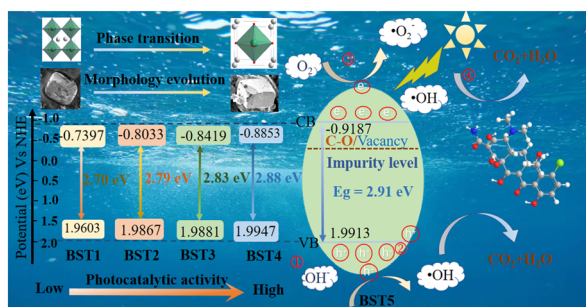 Phase transition
Morphology evolution
Potential (eV) Vs NHE
-1.0
-0.5
0.0
0.5
1.0
1.5
2.0
-0.7397
-0.8033
-0.8419
-0.8853
2.70 eV
2.79 eV
2.83 eV
2.88 eV
1.9603
1.9867
1.9881
1.9947
BST1
BST2
BST3
BST4
Low
Photocatalytic activity
High
O2
•O2
③
e- e- e- e-
•OH
CB
-0.9187
C-O/Vacancy
Impurity level
Eg = 2.91 eV
1.9913
VB
h+
②
h+ h+ h+
h+
①
OH-
•OH
BST5
CO2+H2O
CO2+H2O